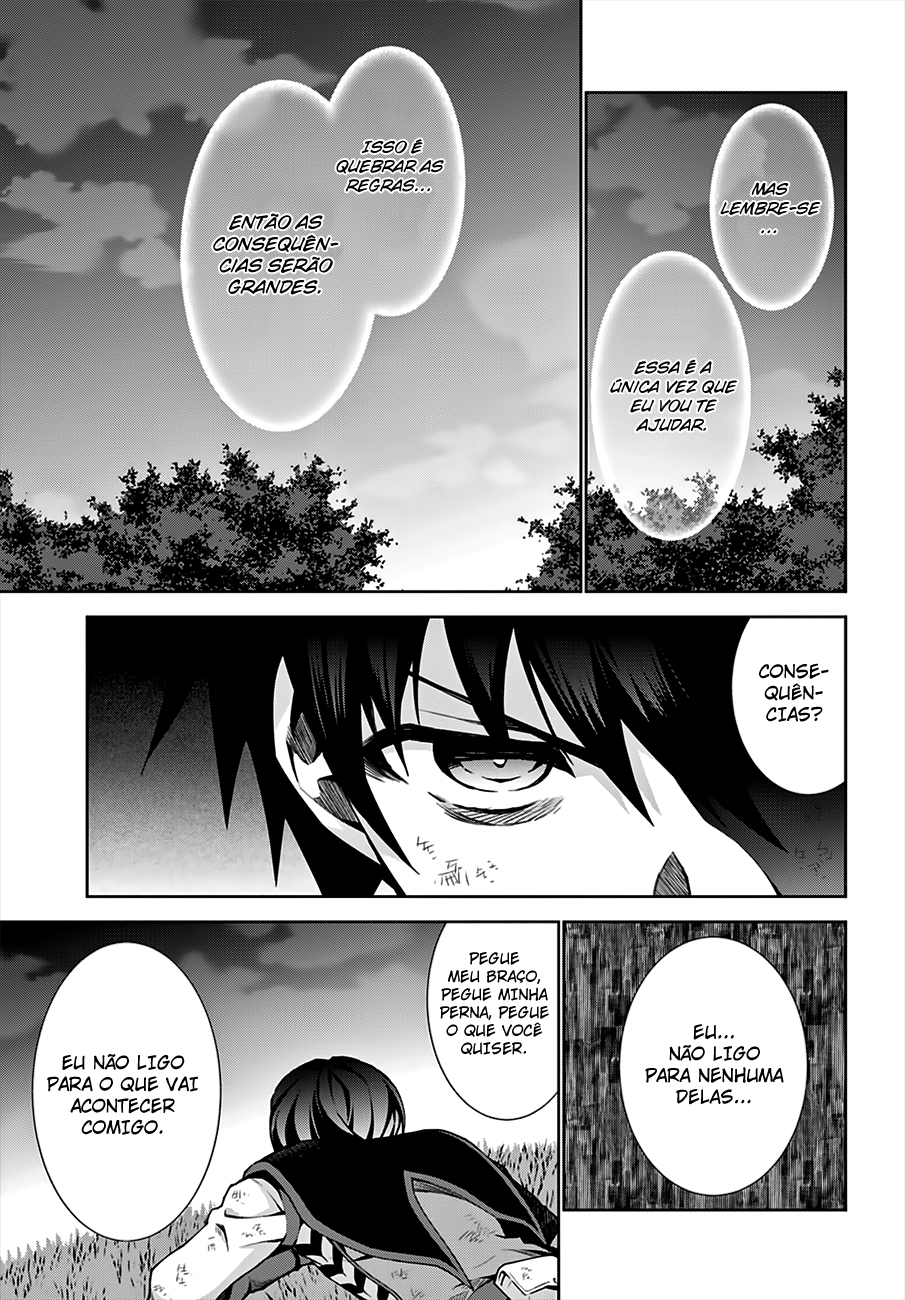 MAS
LEMBRE-SE
...
ESSA É A
ÚNICA VEZ QUE
EU VOU TE
AJUDAR.
ISSO É
QUEBRAR AS
REGRAS...
ENTÃO AS
CONSEQUÊN-
CIAS SERÃO
GRANDES.
CONSE-
QUÊN-
CIAS?
EU...
NÃO LIGO
PARA NENHUMA
DELAS...
PEGUE
MEU BRAÇO,
PEGUE MINHA
PERNA, PEGUE
O QUE VOCÊ
QUISER.
EU NÃO LIGO
PARA O QUE VAI
ACONTECER
COMIGO.